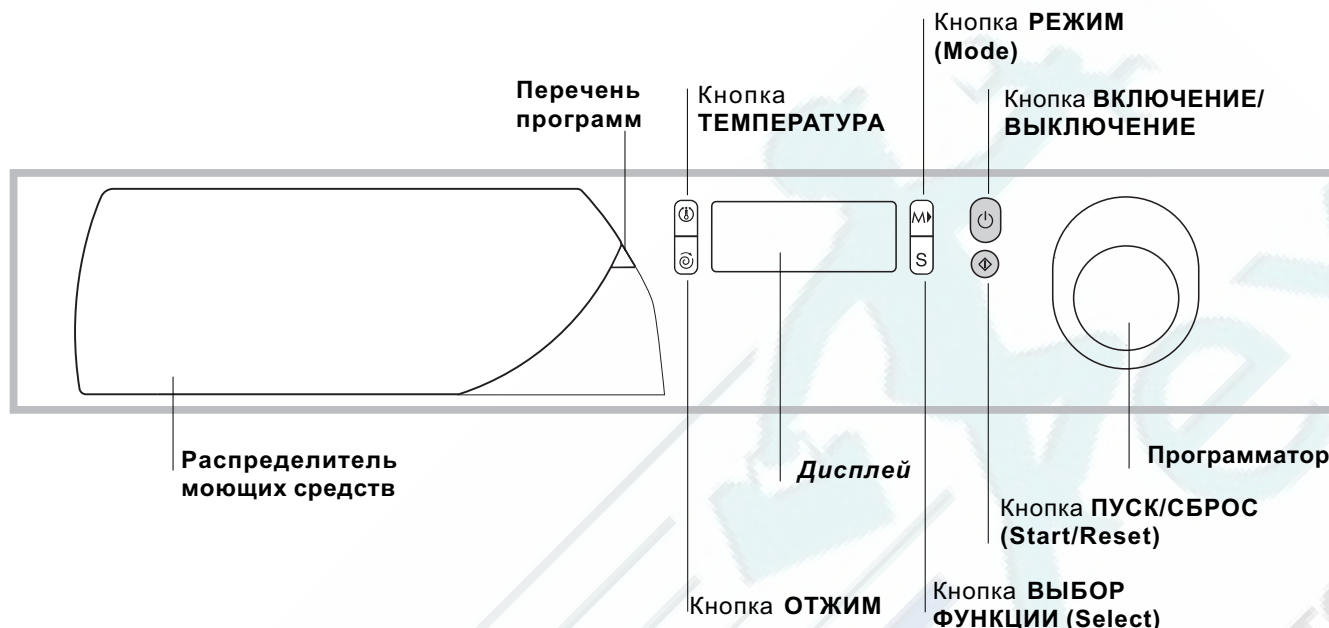 Кнопка РЕЖИМ
(Mode)
Перечень
программ
Кнопка
ТЕМПЕРАТУРА
Кнопка ВКЛЮЧЕНИЕ/
ВЫКЛЮЧЕНИЕ
M
S
Распределитель
моющих средств
Дисплей
Программатор
Кнопка ПУСК/СБРОС
(Start/Reset)
Кнопка ОТЖИМ
Кнопка ВЫБОР
ФУНКЦИИ (Select)